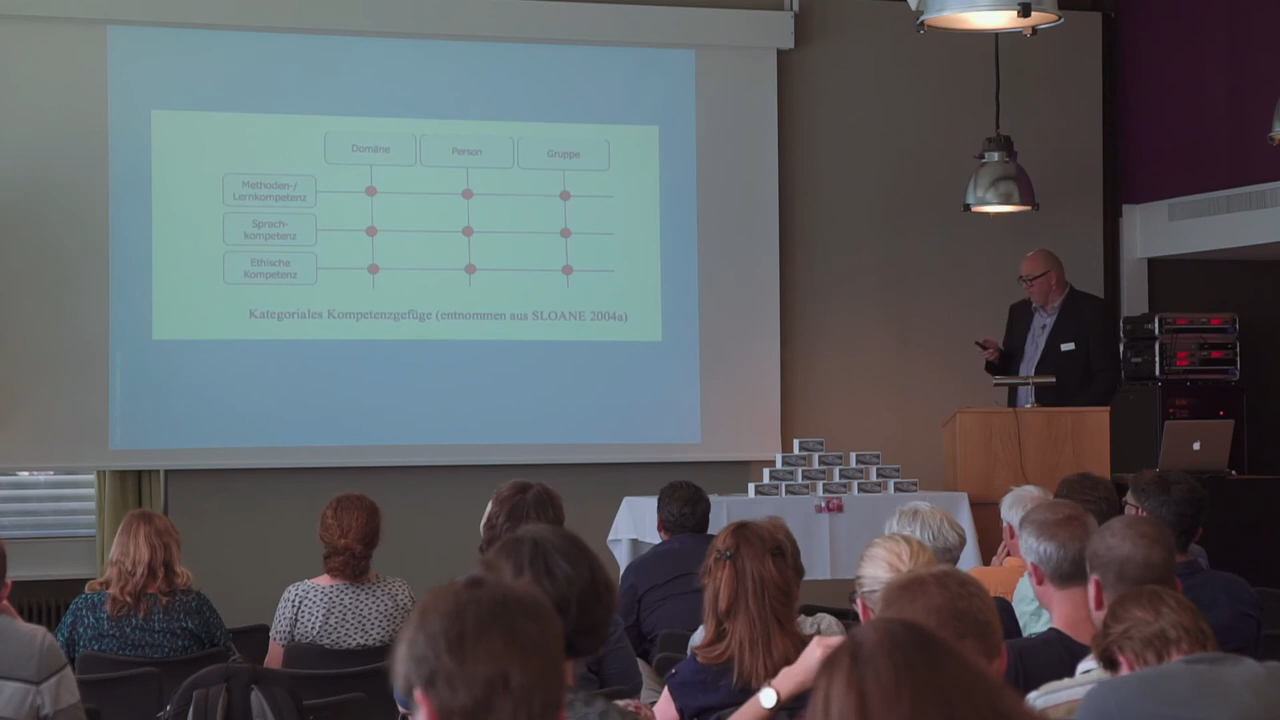 Domäne
Person
Gruppe
Methoden-/
Lernkompetenz
Sprach-
kompetenz
Ethische
Kompetenz
Kategoriales Kompetenzgefüge (entnommen aus SLOANE 2004a)